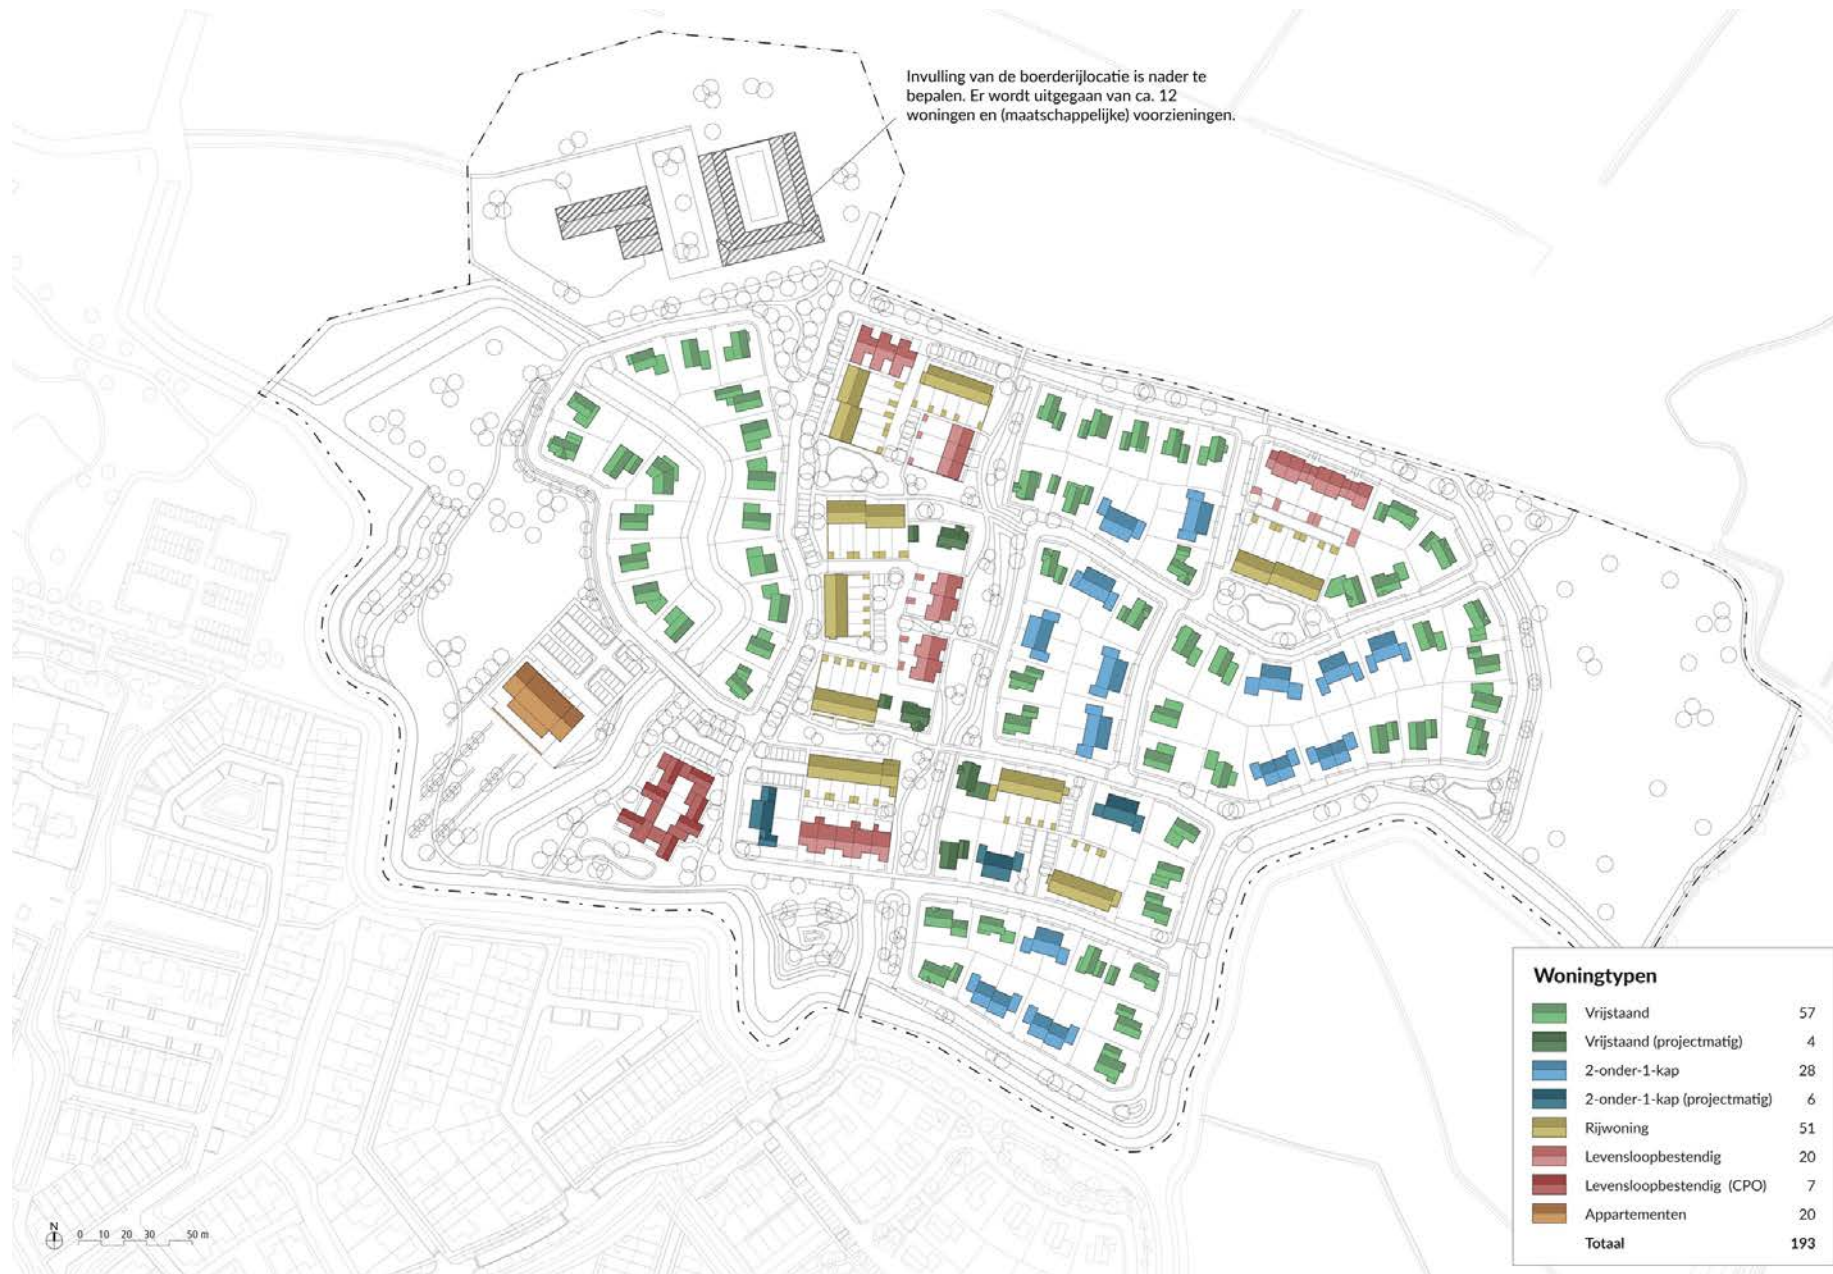 Invulling van de boerderijlocatie is nader te
bepalen. Er wordt uitgegaan van ca. 12
woningen en (maatschappelijke) voorzieningen.
Woningtypen
Vrijstaand 57
Vrijstaand (projectmatig) 4
2-onder-1-kap 28
2-onder-1-kap (projectmatig) 6
Rijwoning 51
Levensloopbestendig 20
Levensloopbestendig (CPO) 7
Appartementen 20
Totaal 193
N
0 10 20 30 50 m